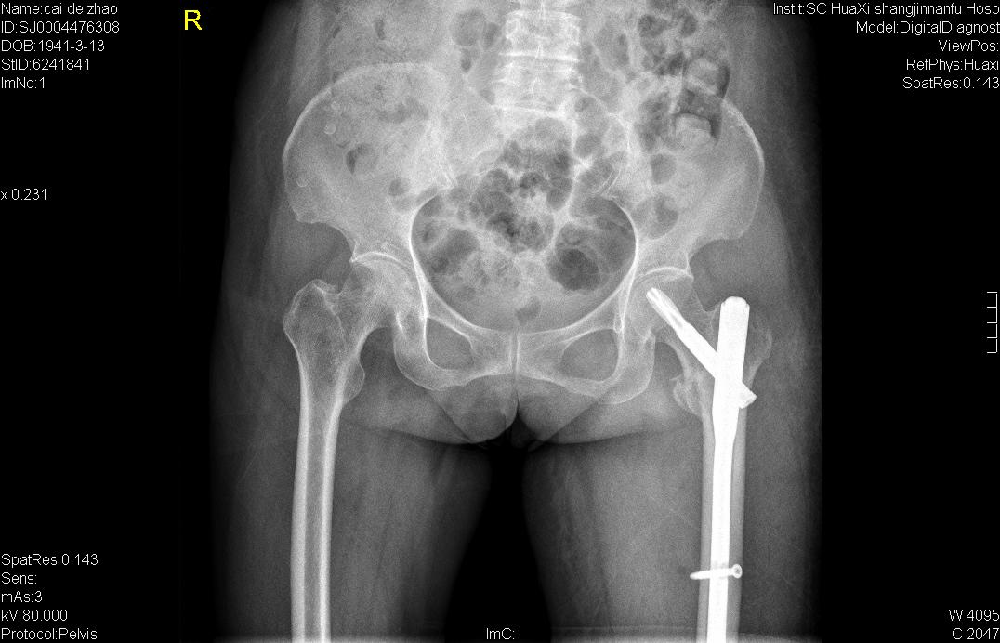 Name:cai de zhao
ID:SJ0004476308
DOB:1941-3-13
StID:6241841
ImNo:1
R
Instit:SC HuaXi shangjinnanfu Hosp
Model:DigitalDiagnost
ViewPos:
RefPhys:Huaxi
SpatRes:0.143
x 0.231
SpatRes:0.143
Sens:
mAs:3
kV:80.000
Protocol:Pelvis
ImC:
W 4095
C 2047